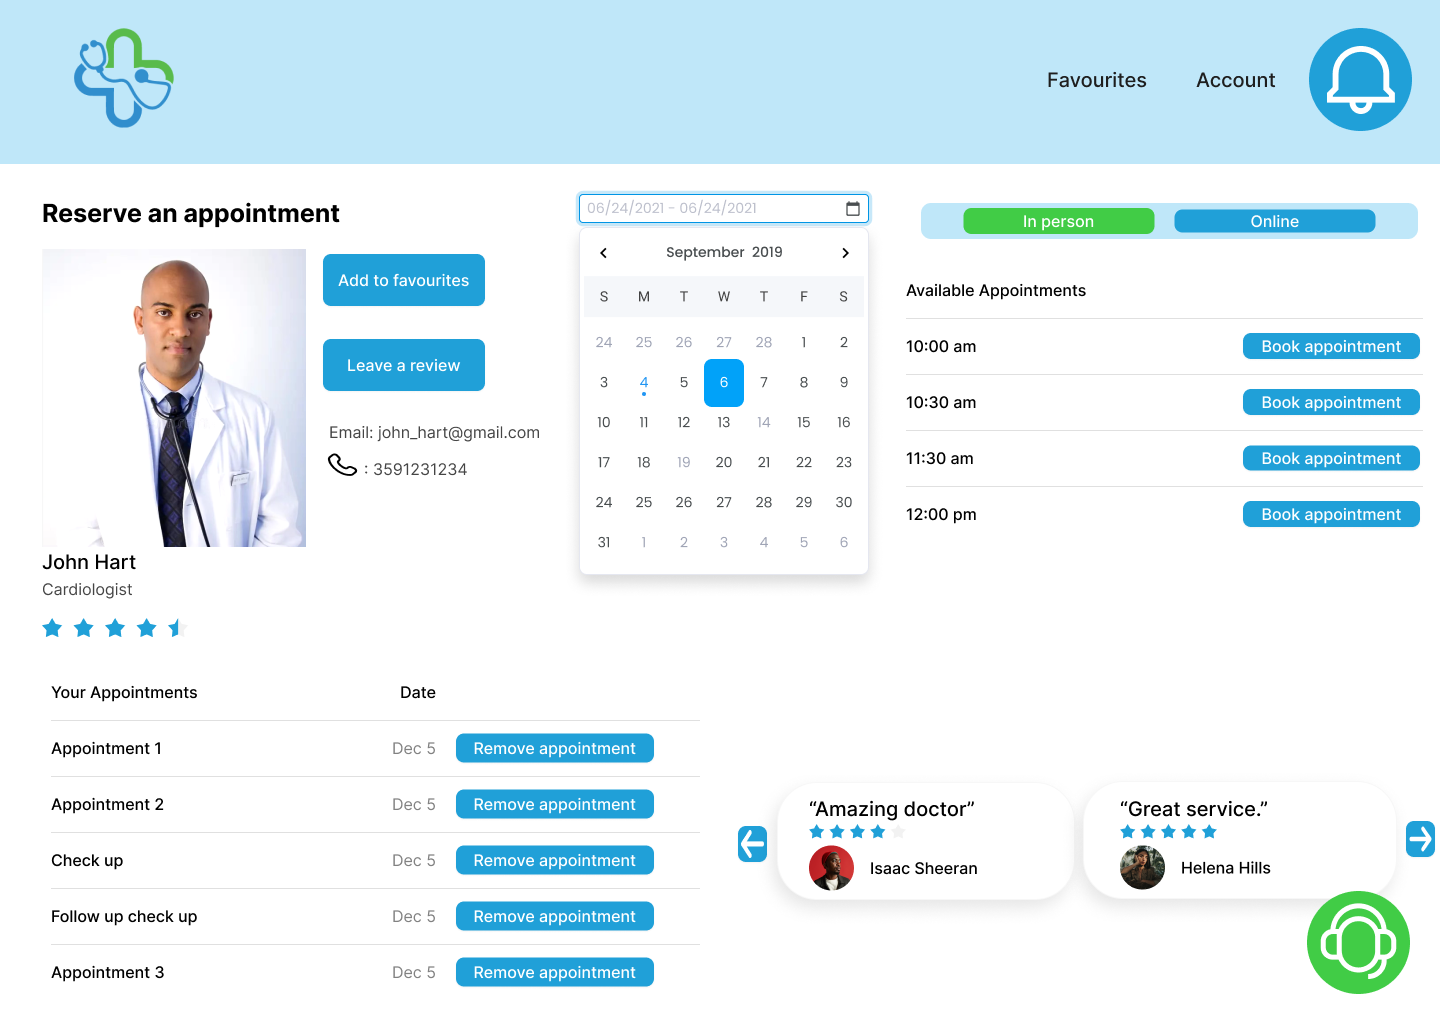 Favourites
Account
Reserve an appointment
Add to favourites
Leave a review
Email: john_hart@gmail.com
: 3591231234
John Hart
Cardiologist
06/24/2021 - 06/24/2021
September 2019
S M T W T F S
24 25 26 27 28 1 2
3 4 5 6 7 8 9
10 11 12 13 14 15 16
17 18 19 20 21 22 23
24 25 26 27 28 29 30
31 1 2 3 4 5 6
In person
Online
Available Appointments
10:00 am Book appointment
10:30 am Book appointment
11:30 am Book appointment
12:00 pm Book appointment
Your Appointments Date
Appointment 1 Dec 5 Remove appointment
Appointment 2 Dec 5 Remove appointment
Check up Dec 5 Remove appointment
Follow up check up Dec 5 Remove appointment
Appointment 3 Dec 5 Remove appointment
“Amazing doctor”
Isaac Sheeran
“Great service.”
Helena Hills